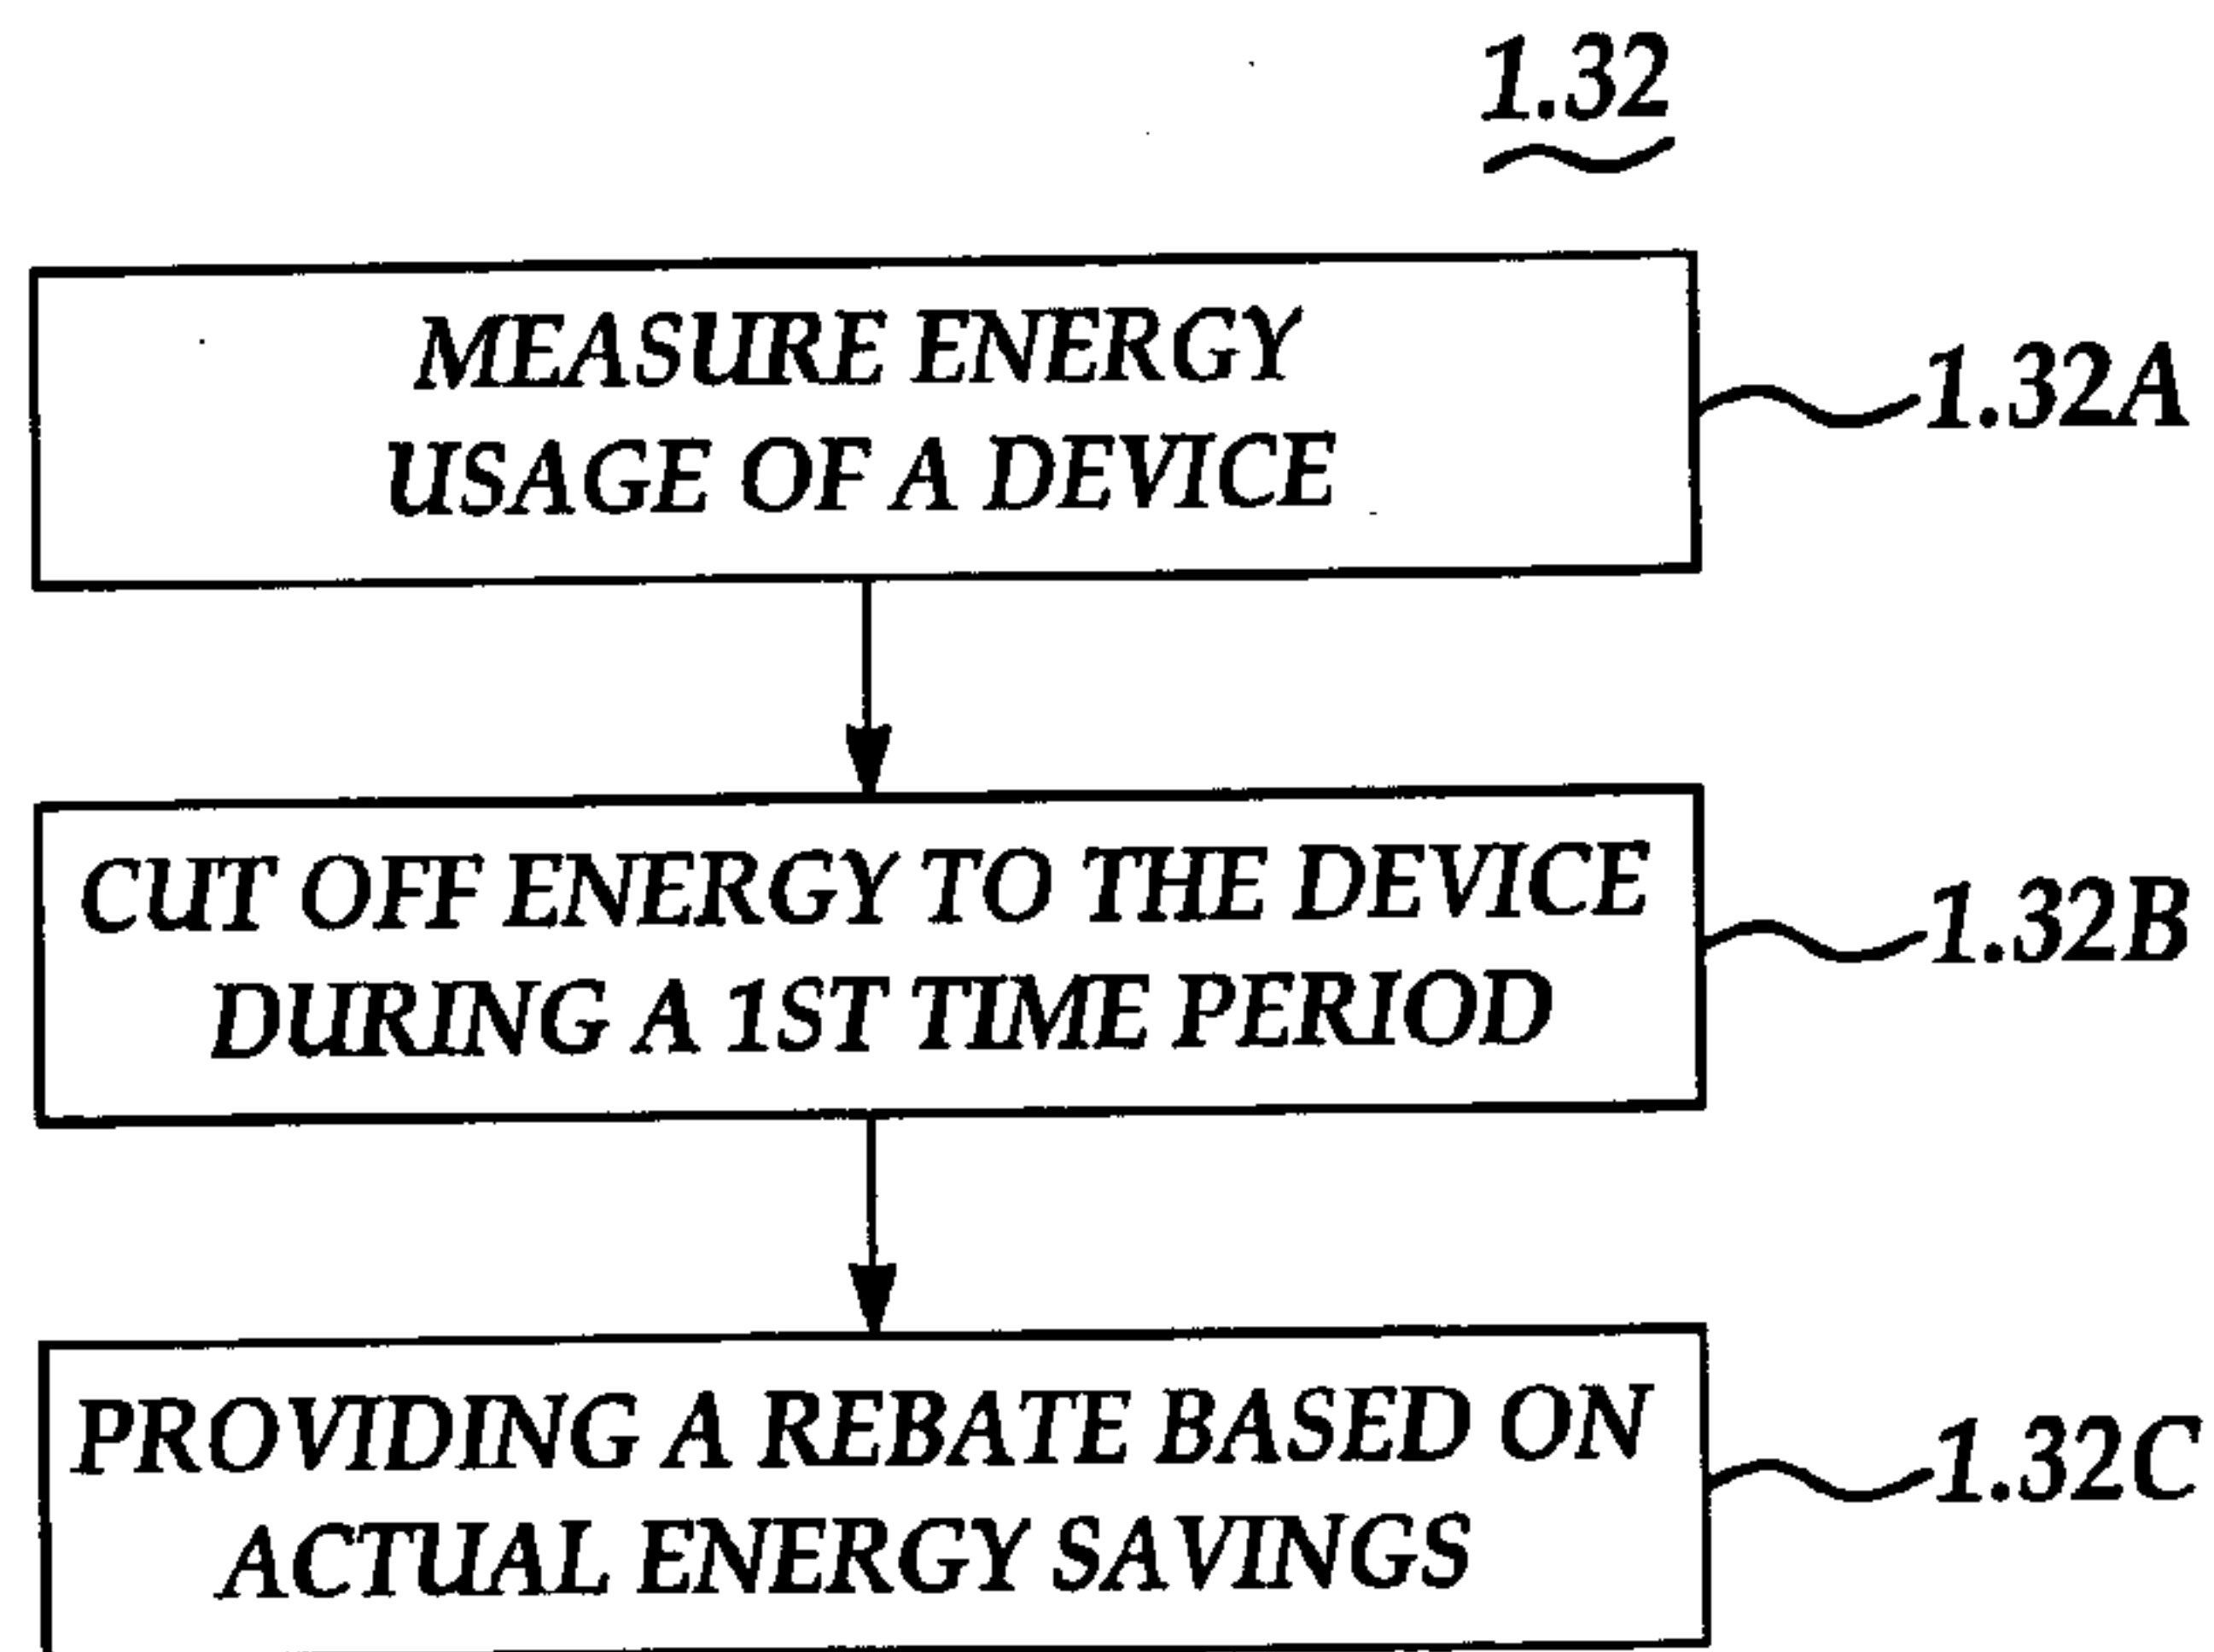 1.32
MEASURE ENERGY
USAGE OF A DEVICE
1.32A
CUT OFF ENERGY TO THE DEVICE
DURING A 1ST TIME PERIOD
1.32B
PROVIDING A REBATE BASED ON
ACTUAL ENERGY SAVINGS
1.32C